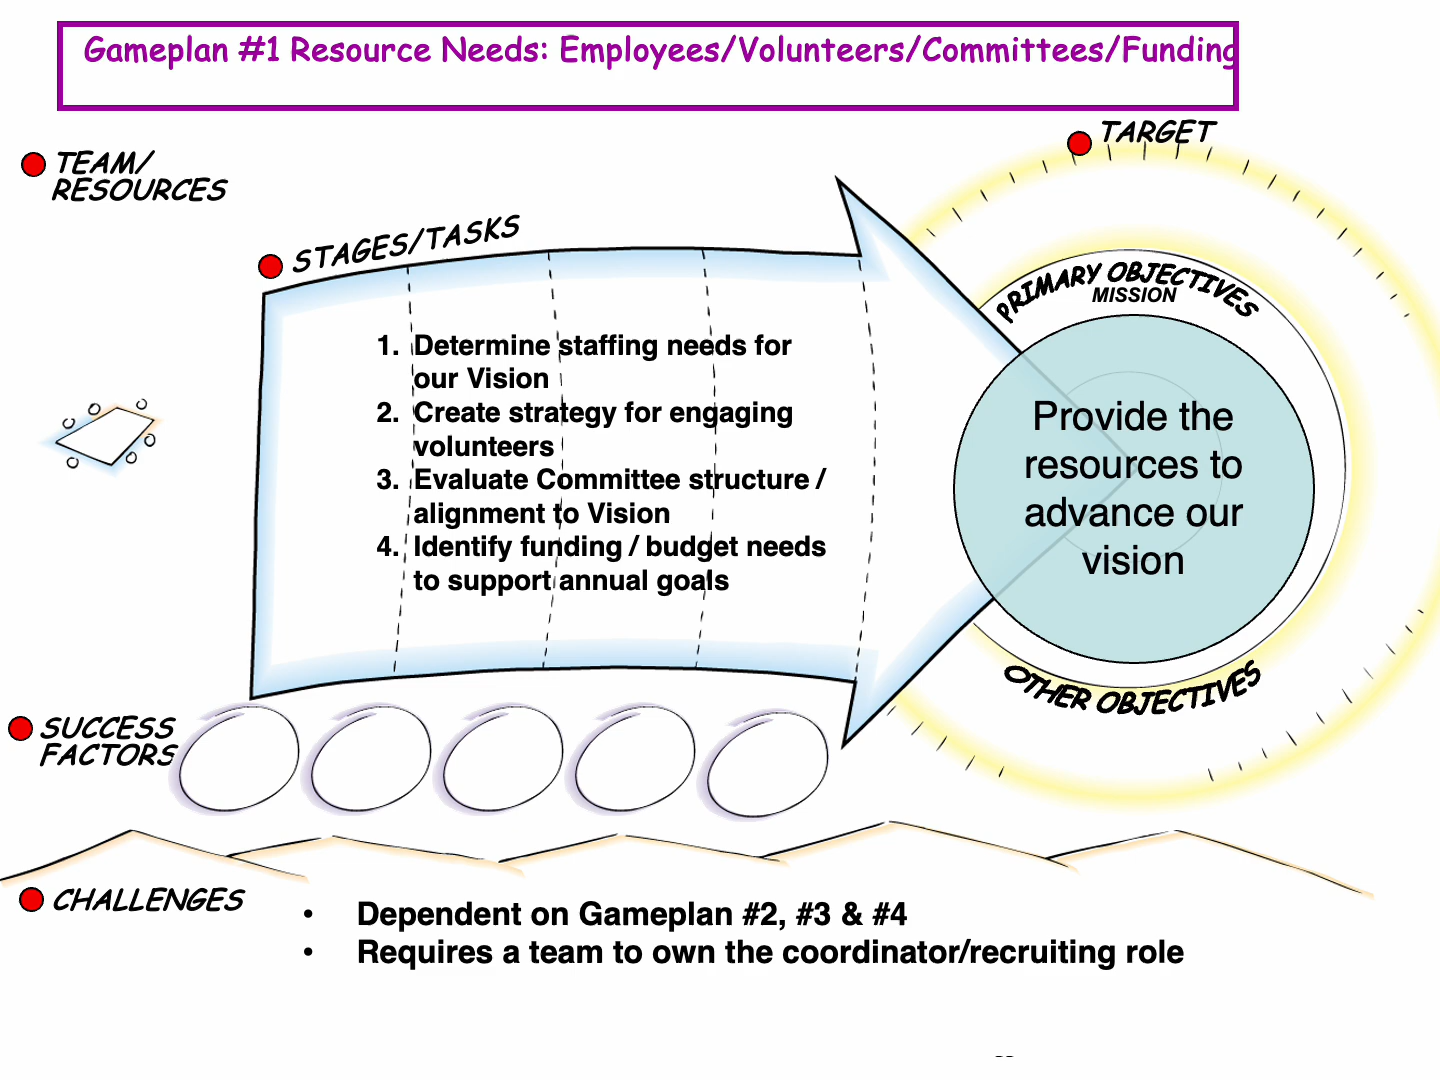 Gameplan #1 Resource Needs: Employees/Volunteers/Committees/Funding
TARGET
TEAM/
RESOURCES
STAGES/TASKS
PRIMARY OBJECTIVES
MISSION
1. Determine staffing needs for
our Vision
2. Create strategy for engaging
volunteers
3. Evaluate Committee structure /
alignment to Vision
4. Identify funding / budget needs
to support annual goals
Provide the
resources to
advance our
vision
OTHER OBJECTIVES
SUCCESS
FACTORS
CHALLENGES
• Dependent on Gameplan #2, #3 & #4
• Requires a team to own the coordinator/recruiting role